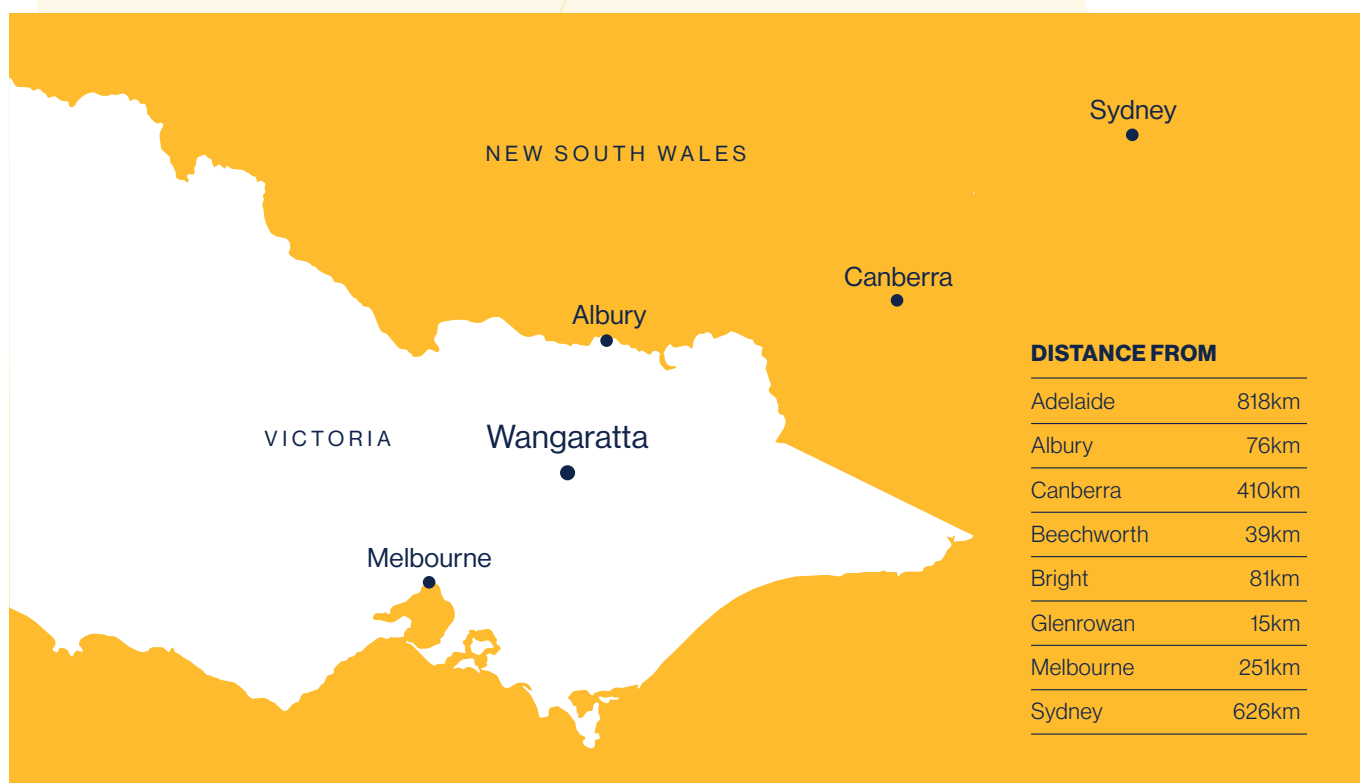 Sydney
NEW SOUTH WALES
Canberra
Albury
VICTORIA
Wangaratta
Melbourne
DISTANCE FROM
Adelaide 818km
Albury 76km
Canberra 410km
Beechworth 39km
Bright 81km
Glenrowan 15km
Melbourne 251km
Sydney 626km